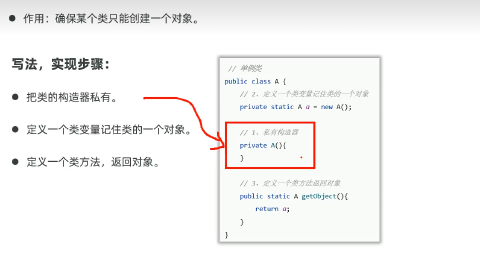 ● 作用：确保某个类只能创建一个对象。
写法，实现步骤：
● 把类的构造器私有。
● 定义一个类变量记住类的一个对象。
● 定义一个类方法，返回对象。
// 单例类
public class A {
// 2、定义一个类变量记住类的一个对象
private static A a = new A();
// 1、私有构造器
private A(){
}
// 3、定义一个类方法返回对象
public static A getObject(){
return a;
}
}